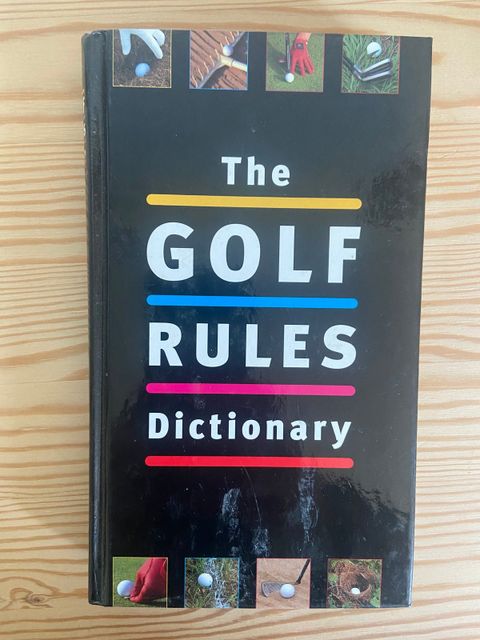 The
GOLF
RULES
Dictionary